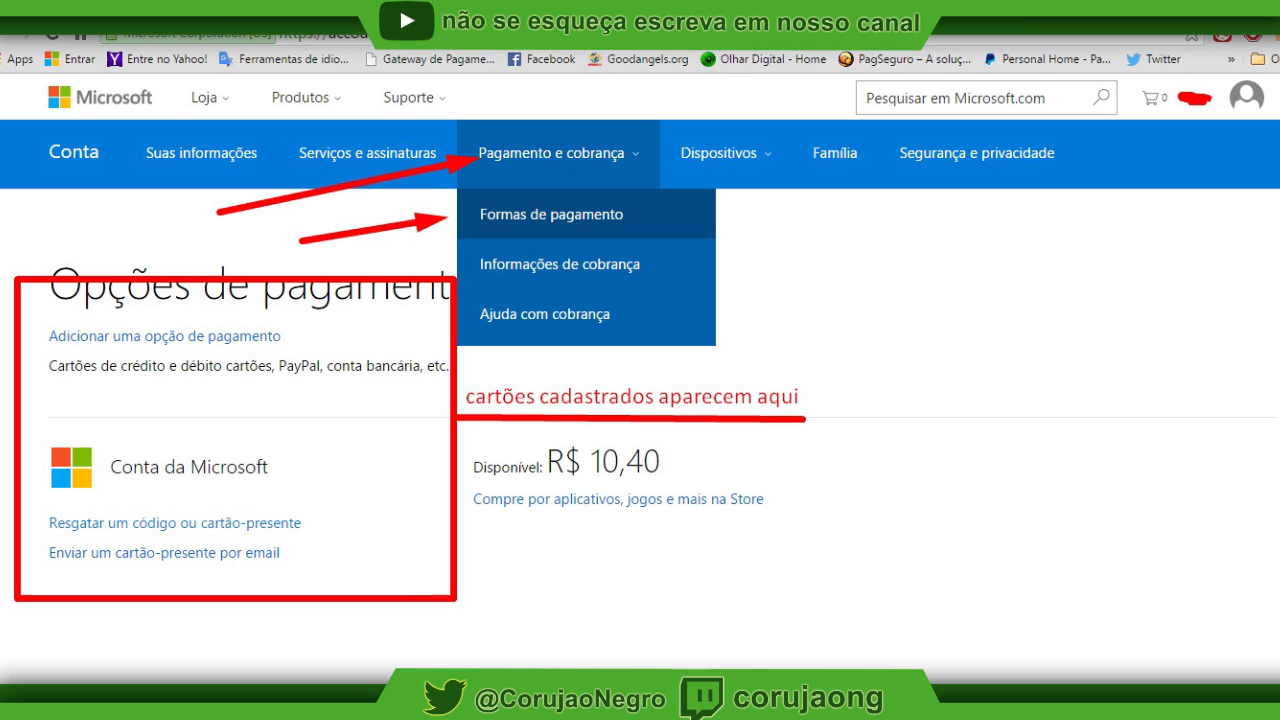 não se esqueça escreva em nosso canal
Microsoft Corporation [US] https://accou
Apps Entrar Entre no Yahoo! Ferramentas de idio... Gateway de Pagame... Facebook Goodangels.org Olhar Digital - Home PagSeguro – A soluç... Personal Home - Pa... Twitter » O
Microsoft Loja Produtos Suporte Pesquisar em Microsoft.com 0
Conta Suas informações Serviços e assinaturas Pagamento e cobrança Dispositivos Família Segurança e privacidade
Formas de pagamento
Informações de cobrança
Ajuda com cobrança
Opções de pagament
Adicionar uma opção de pagamento
Cartões de crédito e débito cartões, PayPal, conta bancária, etc.
cartões cadastrados aparecem aqui
Conta da Microsoft
Disponível: R$ 10,40
Compre por aplicativos, jogos e mais na Store
Resgatar um código ou cartão-presente
Enviar um cartão-presente por email
@CorujaoNegro corujaong